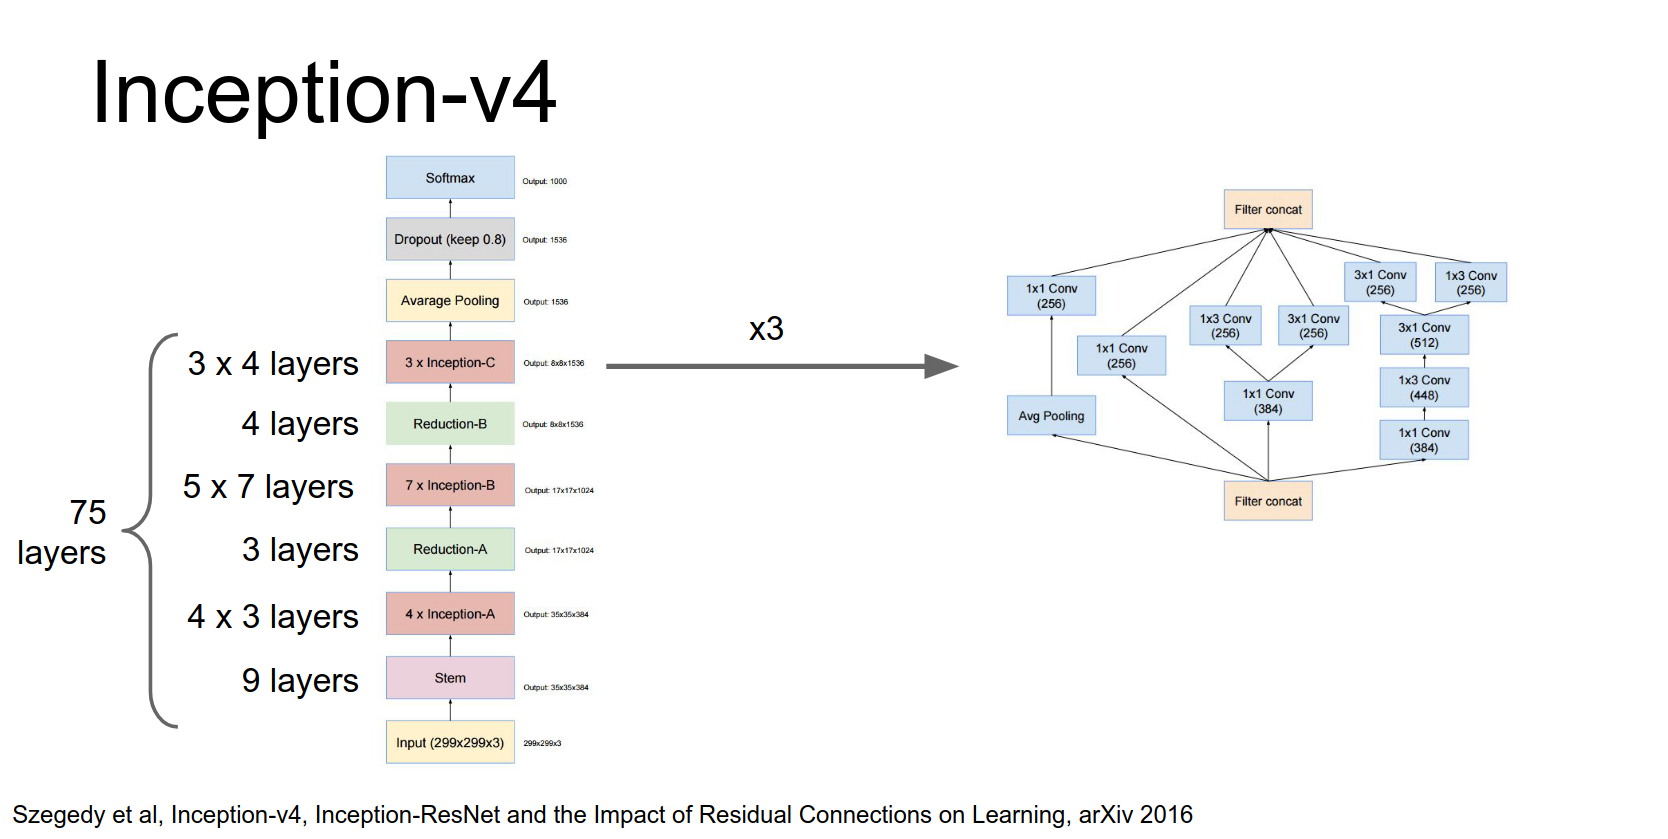 Inception-v4
Softmax
Output: 1000
Dropout (keep 0.8)
Output: 1536
Avarage Pooling
Output: 1536
3 x 4 layers
3 x Inception-C
Output: 8x8x1536
4 layers
Reduction-B
Output: 8x8x1536
5 x 7 layers
7 x Inception-B
Output: 17x17x1024
3 layers
Reduction-A
Output: 17x17x1024
4 x 3 layers
4 x Inception-A
Output: 35x35x384
9 layers
Stem
Output: 35x35x384
Input (299x299x3)
299x299x3
75
layers
x3
Filter concat
1x1 Conv
(256)
Avg Pooling
1x1 Conv
(256)
1x3 Conv
(256)
3x1 Conv
(256)
1x1 Conv
(384)
3x1 Conv
(256)
1x3 Conv
(256)
3x1 Conv
(512)
1x3 Conv
(448)
1x1 Conv
(384)
Filter concat
Szegedy et al, Inception-v4, Inception-ResNet and the Impact of Residual Connections on Learning, arXiv 2016